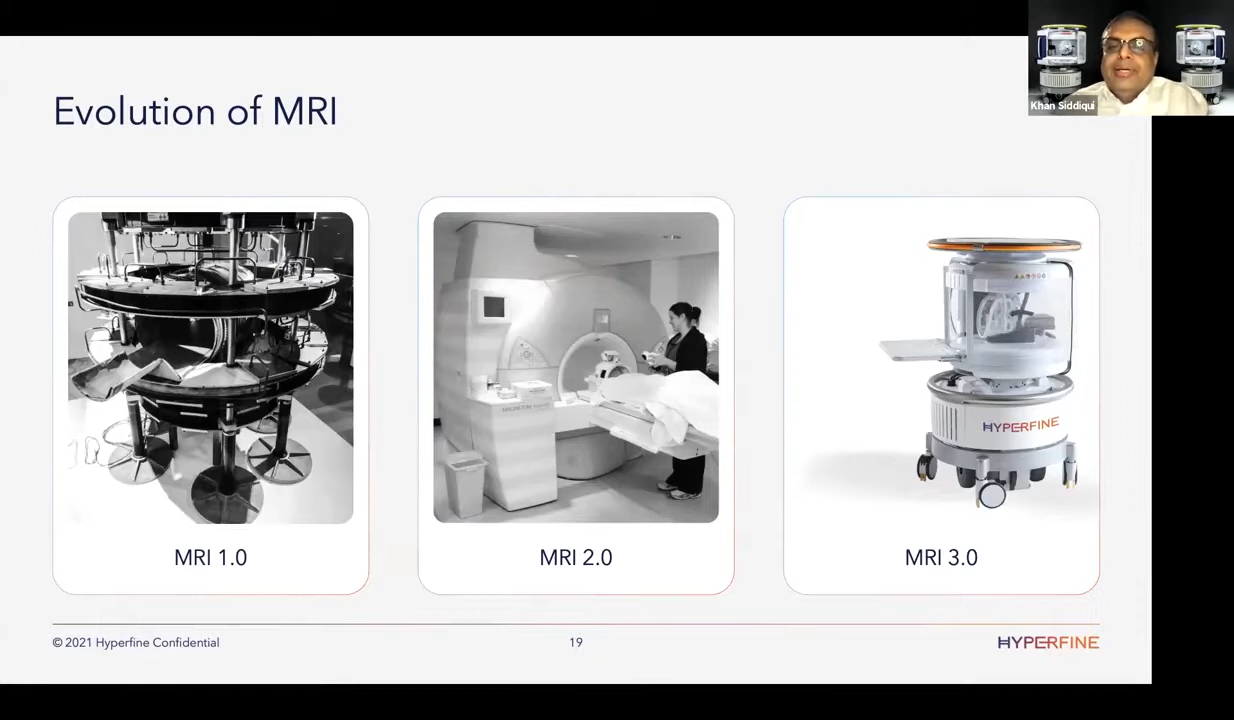 Khan Siddiqui
Evolution of MRI
HYPERFINE
MRI 1.0
MRI 2.0
MRI 3.0
© 2021 Hyperfine Confidential
19
HYPERFINE